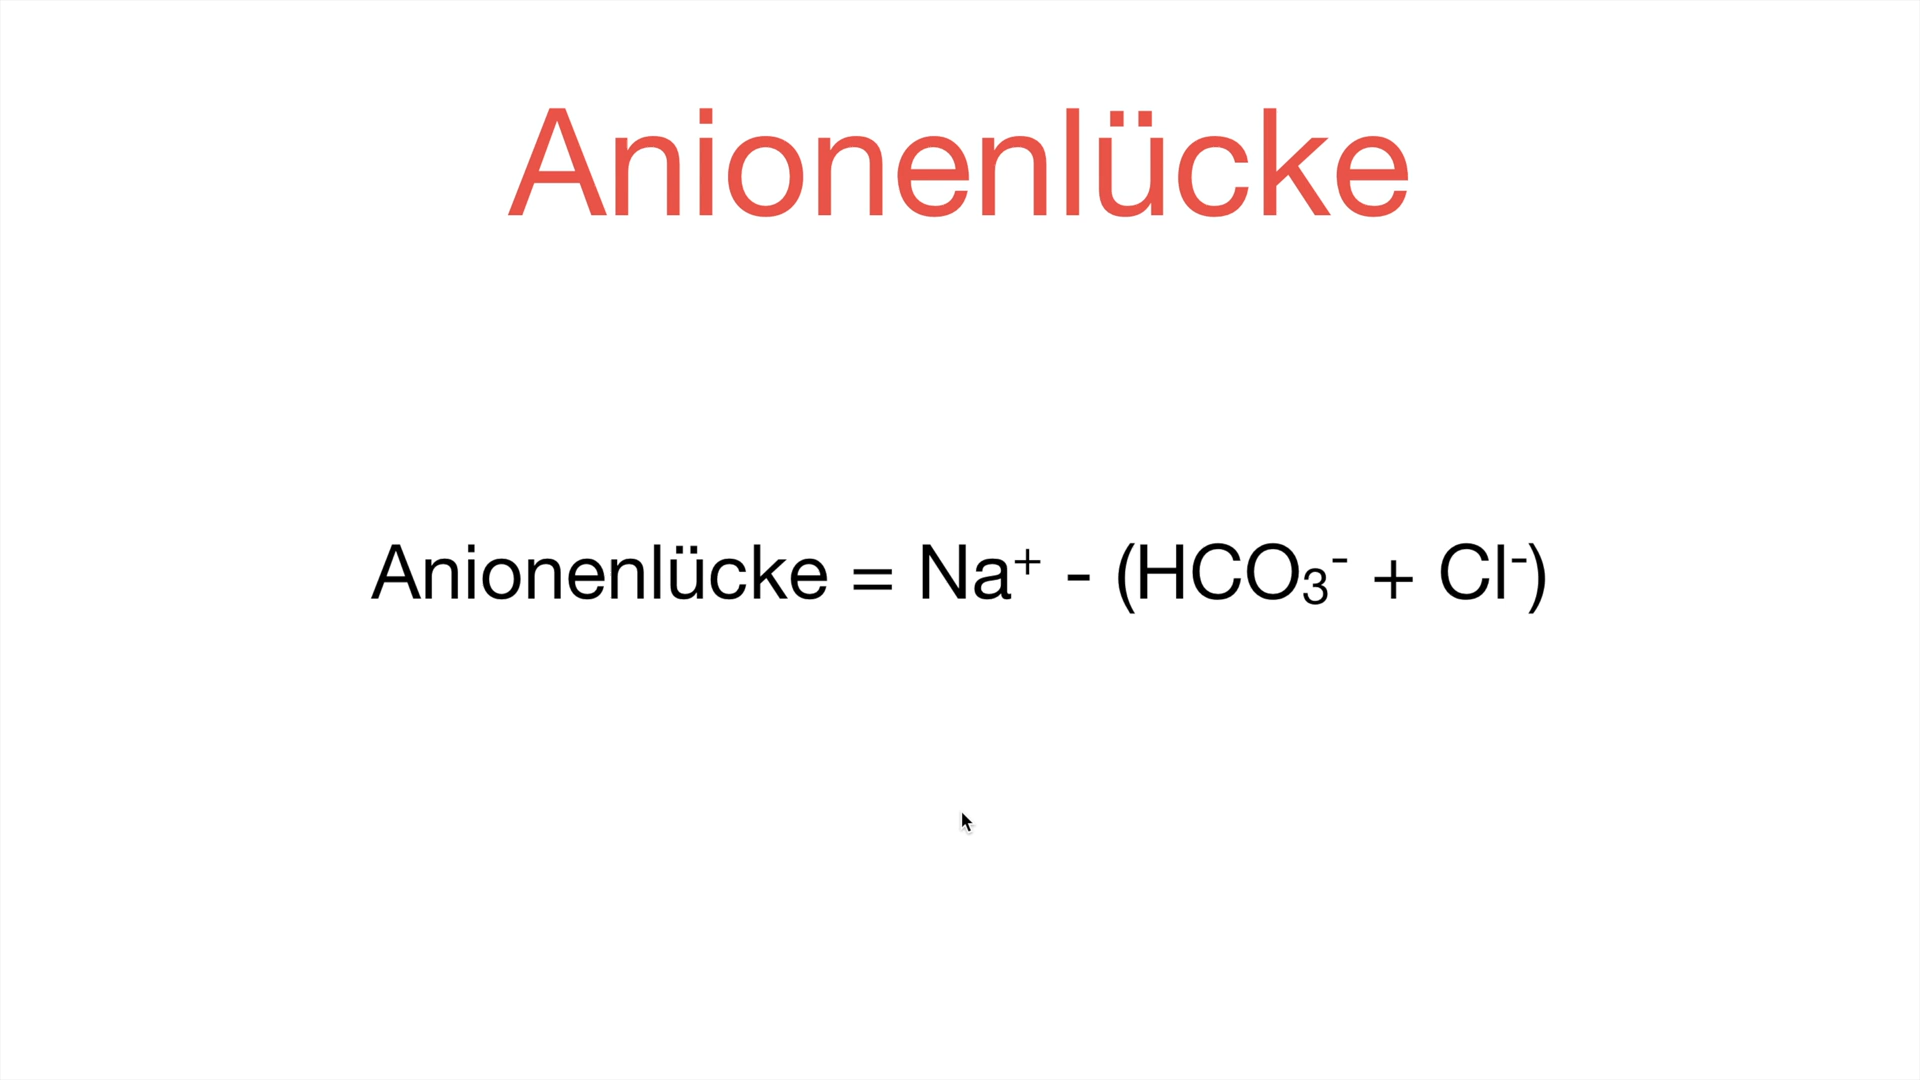 Anionenlücke
Anionenlücke = Na⁺ - (HCO₃⁻ + Cl⁻)